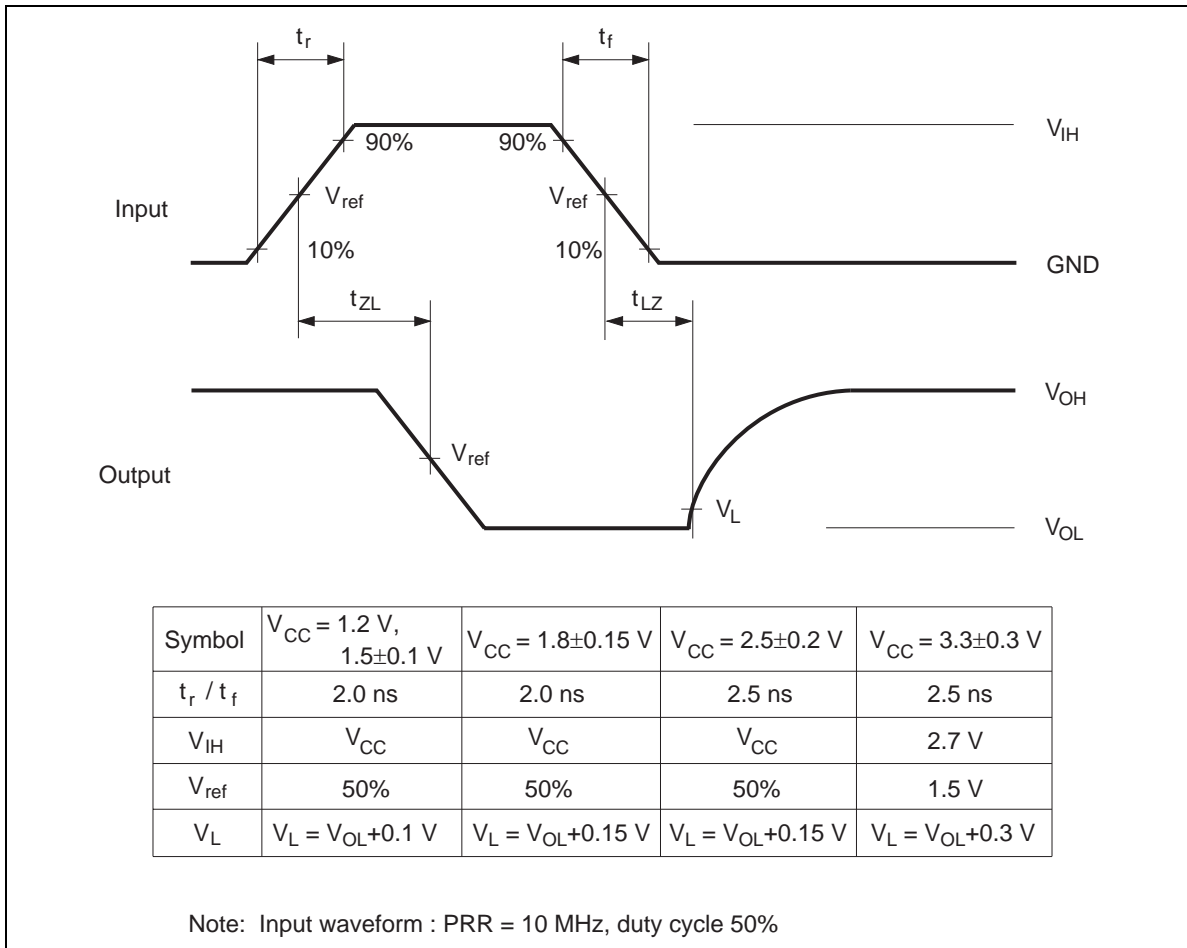 tr tf
VIH
90% 90%
Input Vref Vref
10% 10% GND
tZL tLZ
VOH
Output Vref
VL
VOL
Symbol VCC = 1.2 V, 1.5±0.1 V VCC = 1.8±0.15 V VCC = 2.5±0.2 V VCC = 3.3±0.3 V
tr / tf 2.0 ns 2.0 ns 2.5 ns 2.5 ns
VIH VCC VCC VCC 2.7 V
Vref 50% 50% 50% 1.5 V
VL VL = VOL+0.1 V VL = VOL+0.15 V VL = VOL+0.15 V VL = VOL+0.3 V
Note: Input waveform : PRR = 10 MHz, duty cycle 50%